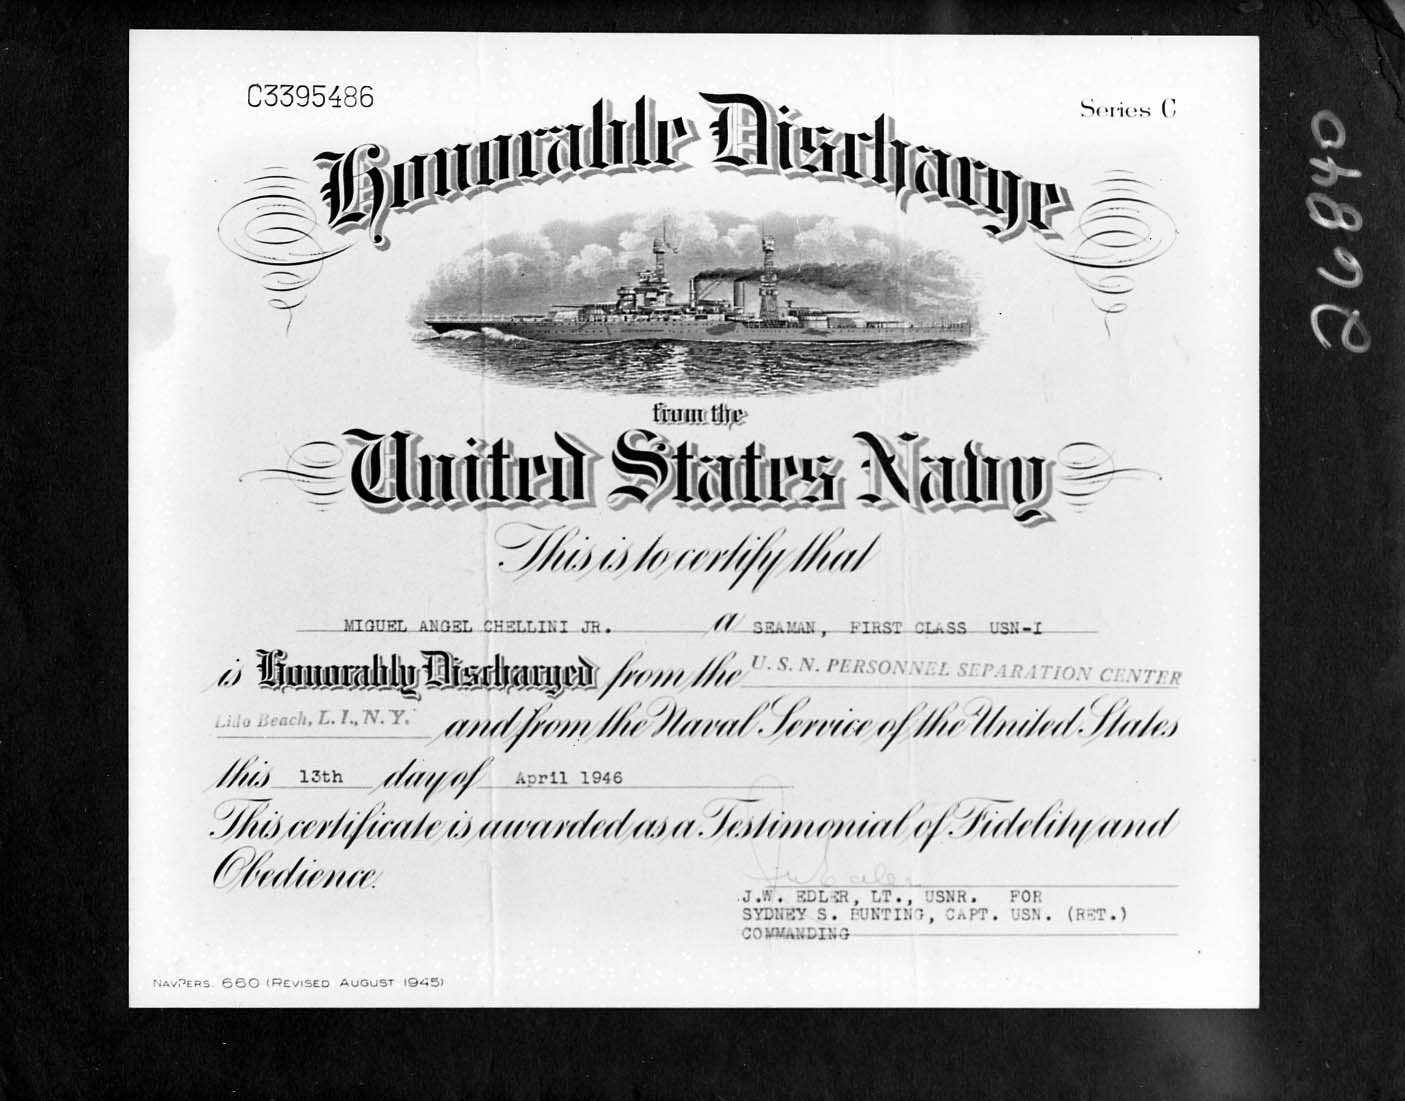 C3395486
Series C
Honorable Discharge
from the
United States Navy
This is to certify that
MIGUEL ANGEL CHELLINI JR. a SEAMAN, FIRST CLASS USN-I
is Honorably Discharged from the U. S. N. PERSONNEL SEPARATION CENTER
Lido Beach, L. I., N. Y. and from the Naval Service of the United States
this 13th day of April 1946
This certificate is awarded as a Testimonial of Fidelity and
Obedience.
J.W. EDLER, LT., USNR. FOR
SYDNEY S. BUNTING, CAPT. USN. (RET.)
COMMANDING
NAVPERS. 660 (REVISED AUGUST 1945)
26840